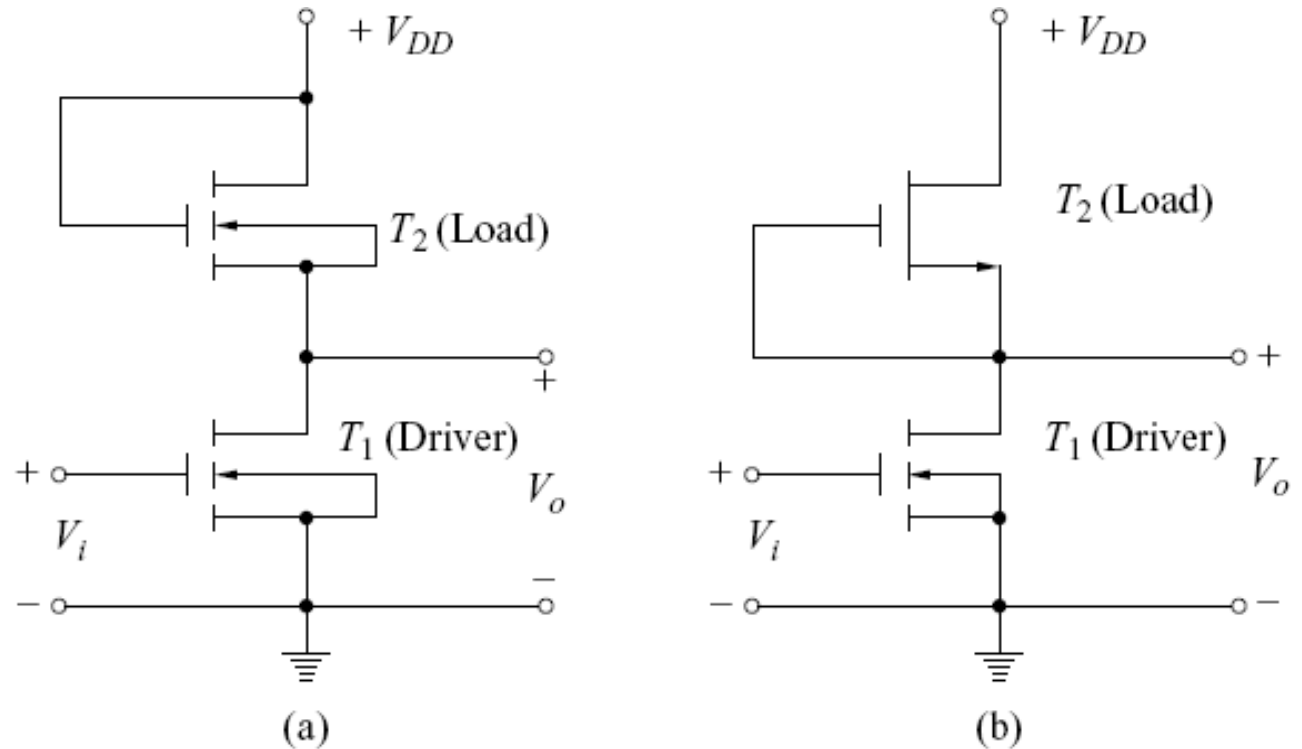 + V_DD
T_2 (Load)
+
T_1 (Driver)
+
V_o
V_i
−
−
(a)
+ V_DD
T_2 (Load)
+
T_1 (Driver)
+
V_o
V_i
−
−
(b)